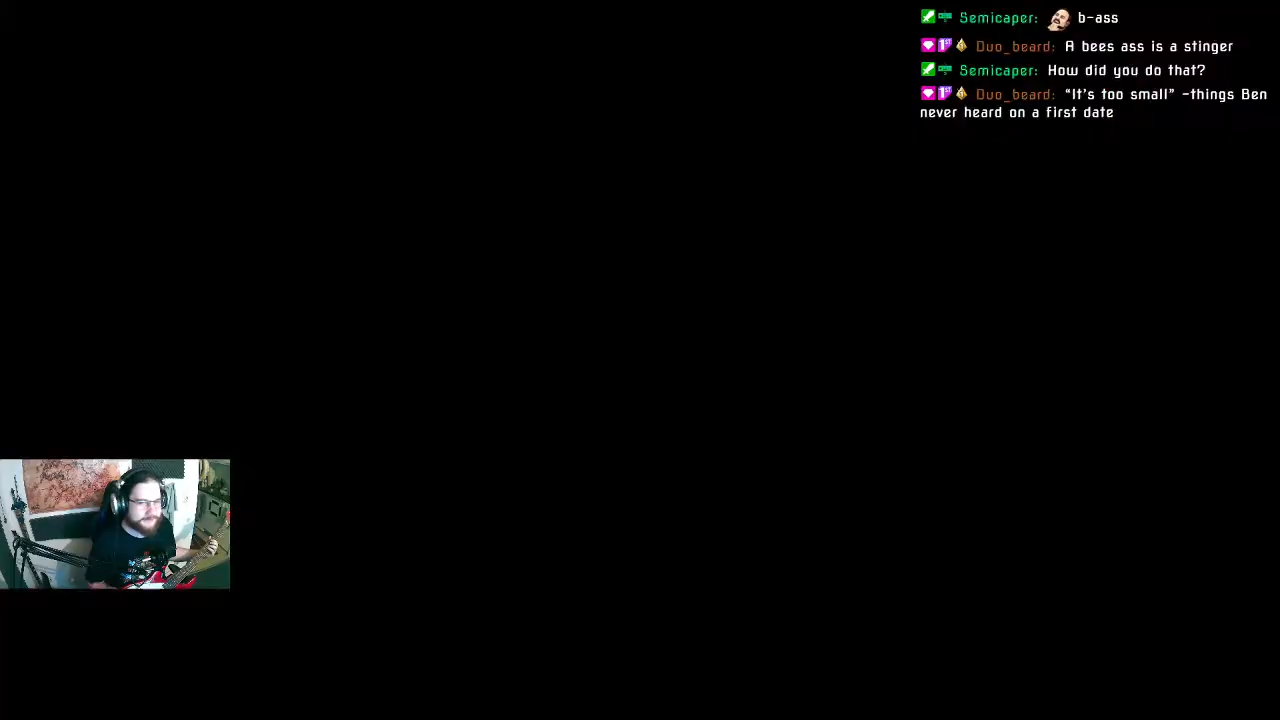 Semicaper: b-ass
Duo_beard: A bees ass is a stinger
Semicaper: How did you do that?
Duo_beard: “It's too small” -things Ben
never heard on a first date